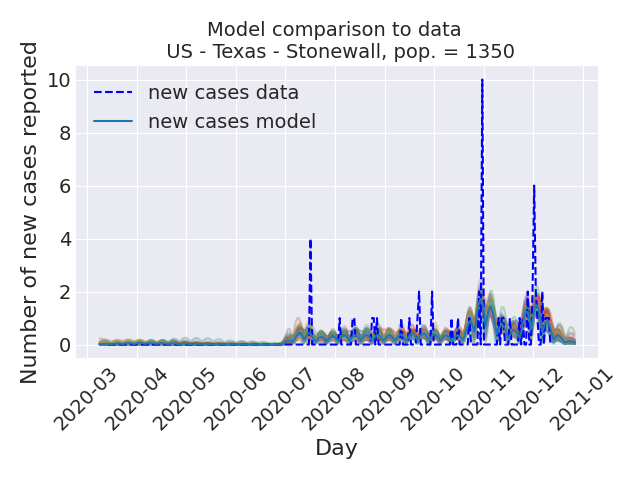 Model comparison to data
US - Texas - Stonewall, pop. = 1350
Number of new cases reported
10
8
6
4
2
0
new cases data
new cases model
2020-03
2020-04
2020-05
2020-06
2020-07
2020-08
2020-09
2020-10
2020-11
2020-12
2021-01
Day